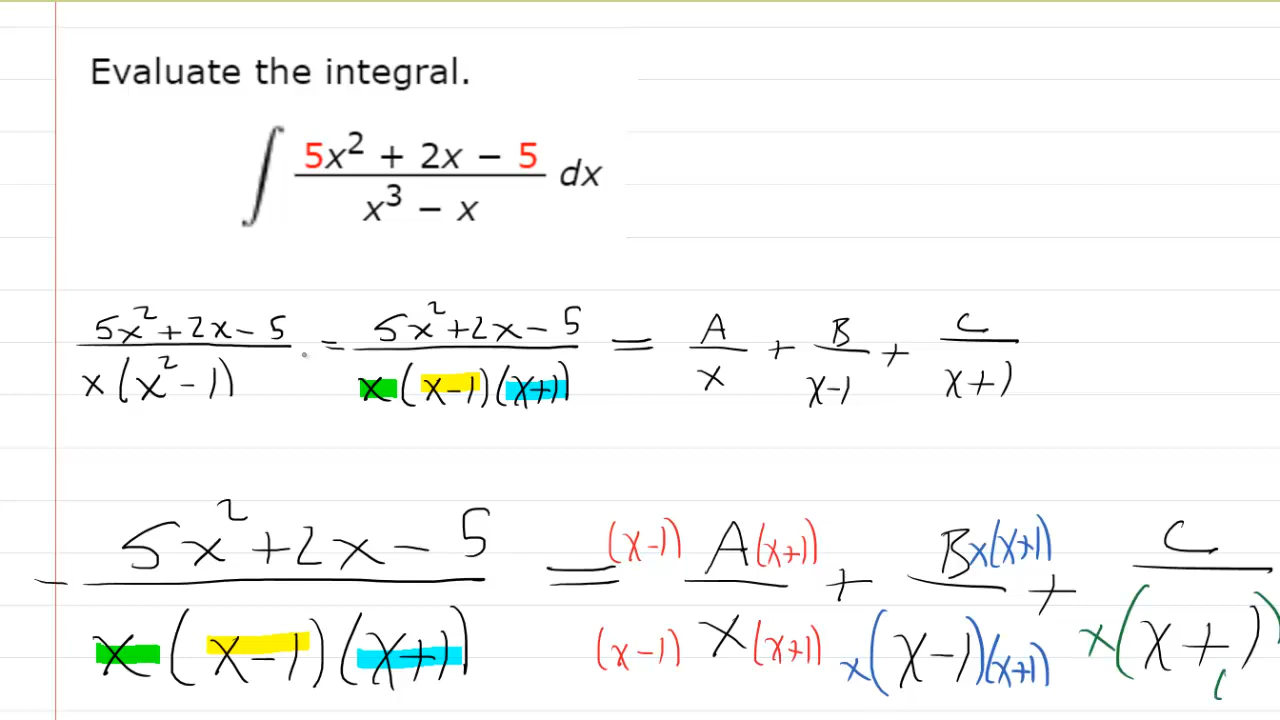 Evaluate the integral.
∫ (5x² + 2x − 5)/(x³ − x) dx
(5x² + 2x − 5)/(x(x² − 1)) = (5x² + 2x − 5)/(x(x−1)(x+1)) = A/x + B/(x−1) + C/(x+1)
(5x² + 2x − 5)/(x(x−1)(x+1)) = ((x−1)A(x+1))/((x−1)x(x+1)) + (Bx(x+1))/(x(x−1)(x+1)) + C/(x(x+1)(